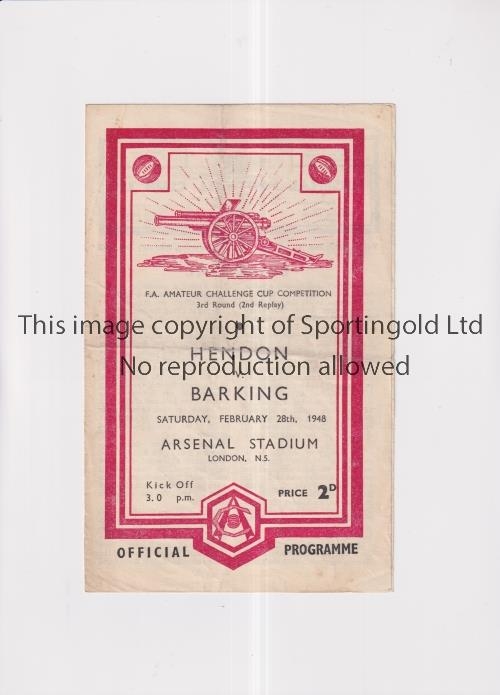 F.A. AMATEUR CHALLENGE CUP COMPETITION
3rd Round (2nd Replay)
This image copyright of Sportingold Ltd
HENDON
No reproduction allowed
BARKING
SATURDAY, FEBRUARY 28th, 1948
ARSENAL STADIUM
LONDON, N.5.
Kick Off
3.0 p.m.
PRICE 2D
OFFICIAL PROGRAMME